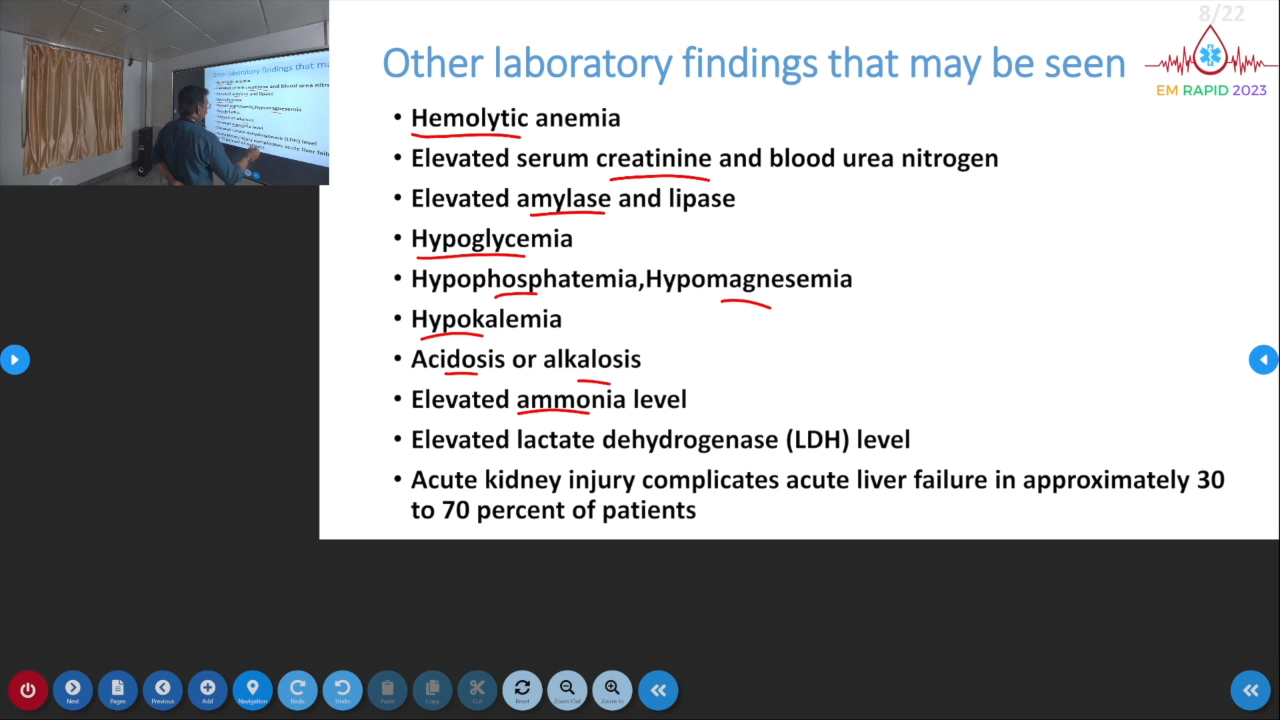 8/22
Other laboratory findings that may be seen
EM RAPID 2023
• Hemolytic anemia
• Elevated serum creatinine and blood urea nitrogen
• Elevated amylase and lipase
• Hypoglycemia
• Hypophosphatemia,Hypomagnesemia
• Hypokalemia
• Acidosis or alkalosis
• Elevated ammonia level
• Elevated lactate dehydrogenase (LDH) level
• Acute kidney injury complicates acute liver failure in approximately 30
to 70 percent of patients
Next Pages Previous Add Navigation Redo Undo Paste Copy Cut Reset Zoom Out Zoom In